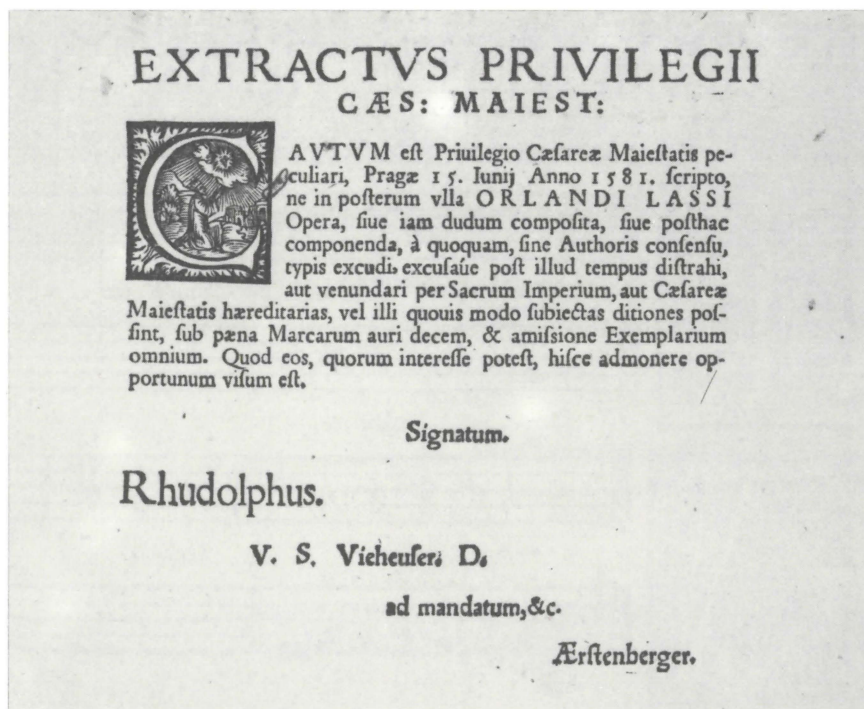 EXTRACTVS PRIVILEGII
CÆS: MAIEST:
CAVTVM est Priuilegio Cæſareæ Maieſtatis pe-
culiari, Pragæ 15. Iunij Anno 1581. ſcripto,
ne in poſterum vlla ORLANDI LASSI
Opera, ſiue iam dudum compoſita, ſiue poſthac
componenda, à quoquam, ſine Authoris conſenſu,
typis excudi, excuſaúe poſt illud tempus diſtrahi,
aut venundari per Sacrum Imperium, aut Cæſareæ
Maieſtatis hæreditarias, vel illi quouis modo ſubiectas ditiones poſ-
ſint, ſub pæna Marcarum auri decem, & amiſſione Exemplarium
omnium. Quod eos, quorum intereſſe poteſt, hiſce admonere op-
portunum viſum eſt.
Signatum.
Rhudolphus.
V. S. Vieheuſer. D.
ad mandatum, &c.
Ærſtenberger.